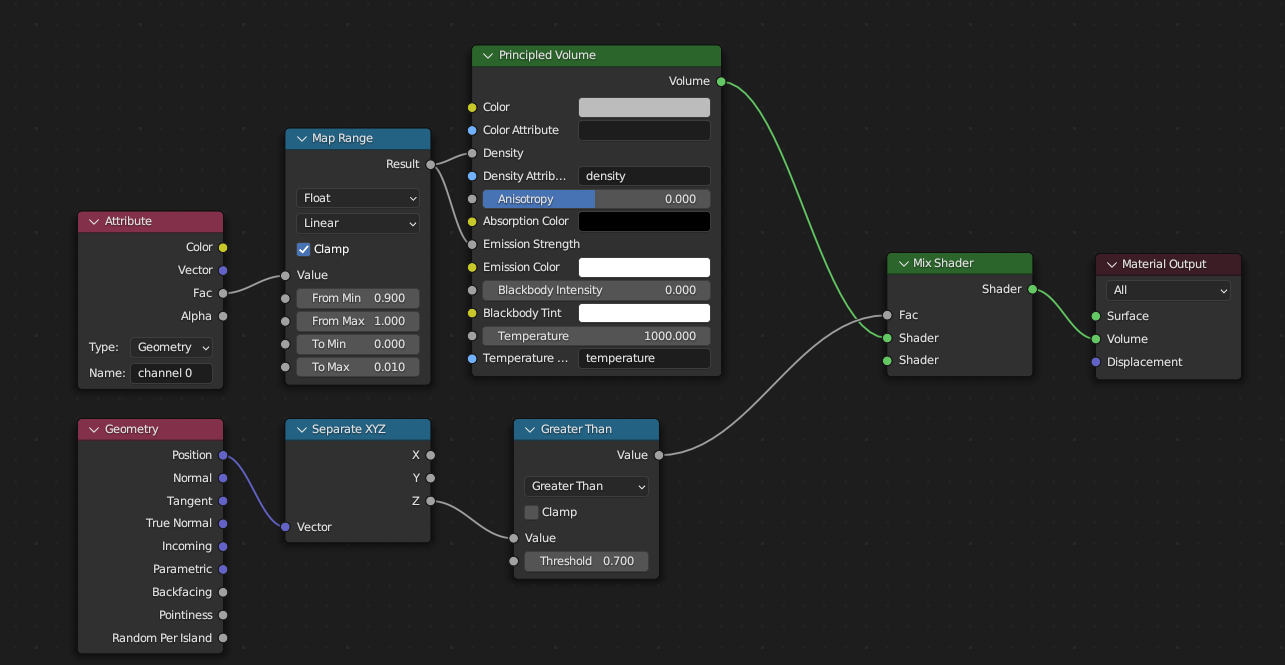 Attribute
Color
Vector
Fac
Alpha
Type: Geometry
Name: channel 0
Map Range
Result
Float
Linear
Clamp
Value
From Min 0.900
From Max 1.000
To Min 0.000
To Max 0.010
Principled Volume
Volume
Color
Color Attribute
Density
Density Attrib... density
Anisotropy 0.000
Absorption Color
Emission Strength
Emission Color
Blackbody Intensity 0.000
Blackbody Tint
Temperature 1000.000
Temperature ... temperature
Geometry
Position
Normal
Tangent
True Normal
Incoming
Parametric
Backfacing
Pointiness
Random Per Island
Separate XYZ
X
Y
Z
Vector
Greater Than
Value
Greater Than
Clamp
Value
Threshold 0.700
Mix Shader
Shader
Fac
Shader
Shader
Material Output
All
Surface
Volume
Displacement